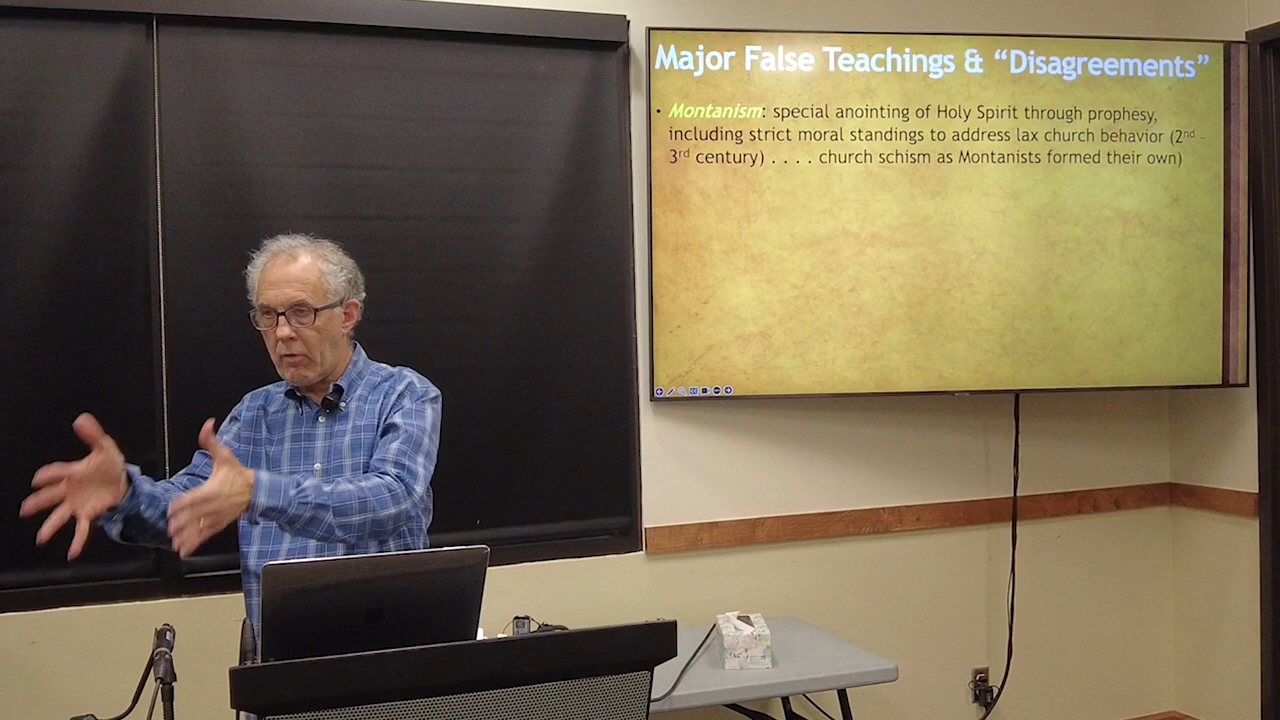 Major False Teachings & “Disagreements”
• Montanism: special anointing of Holy Spirit through prophesy,
including strict moral standings to address lax church behavior (2nd –
3rd century) . . . . church schism as Montanists formed their own)